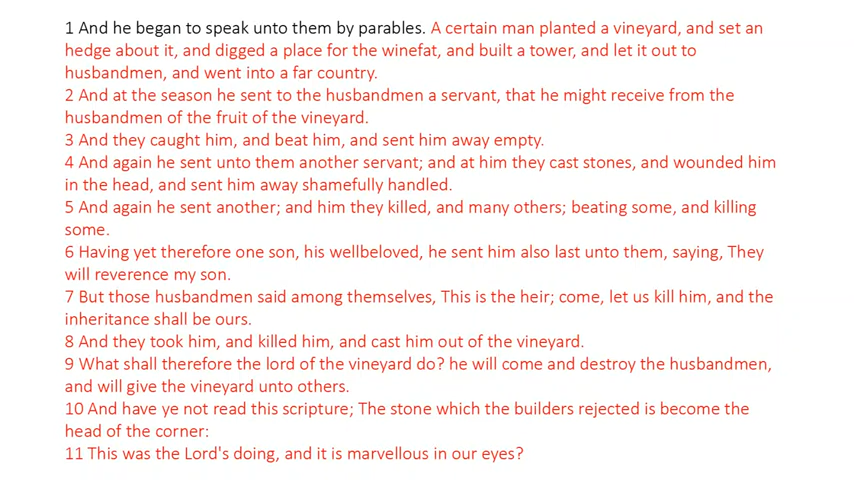 1 And he began to speak unto them by parables. A certain man planted a vineyard, and set an
hedge about it, and digged a place for the winefat, and built a tower, and let it out to
husbandmen, and went into a far country.
2 And at the season he sent to the husbandmen a servant, that he might receive from the
husbandmen of the fruit of the vineyard.
3 And they caught him, and beat him, and sent him away empty.
4 And again he sent unto them another servant; and at him they cast stones, and wounded him
in the head, and sent him away shamefully handled.
5 And again he sent another; and him they killed, and many others; beating some, and killing
some.
6 Having yet therefore one son, his wellbeloved, he sent him also last unto them, saying, They
will reverence my son.
7 But those husbandmen said among themselves, This is the heir; come, let us kill him, and the
inheritance shall be ours.
8 And they took him, and killed him, and cast him out of the vineyard.
9 What shall therefore the lord of the vineyard do? he will come and destroy the husbandmen,
and will give the vineyard unto others.
10 And have ye not read this scripture; The stone which the builders rejected is become the
head of the corner:
11 This was the Lord's doing, and it is marvellous in our eyes?